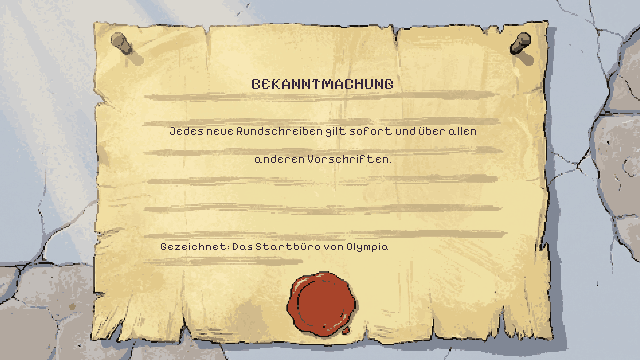 BEKANNTMACHUNG
Jedes neue Rundschreiben gilt sofort und über allen
anderen Vorschriften.
Gezeichnet: Das Startbüro von Olympia